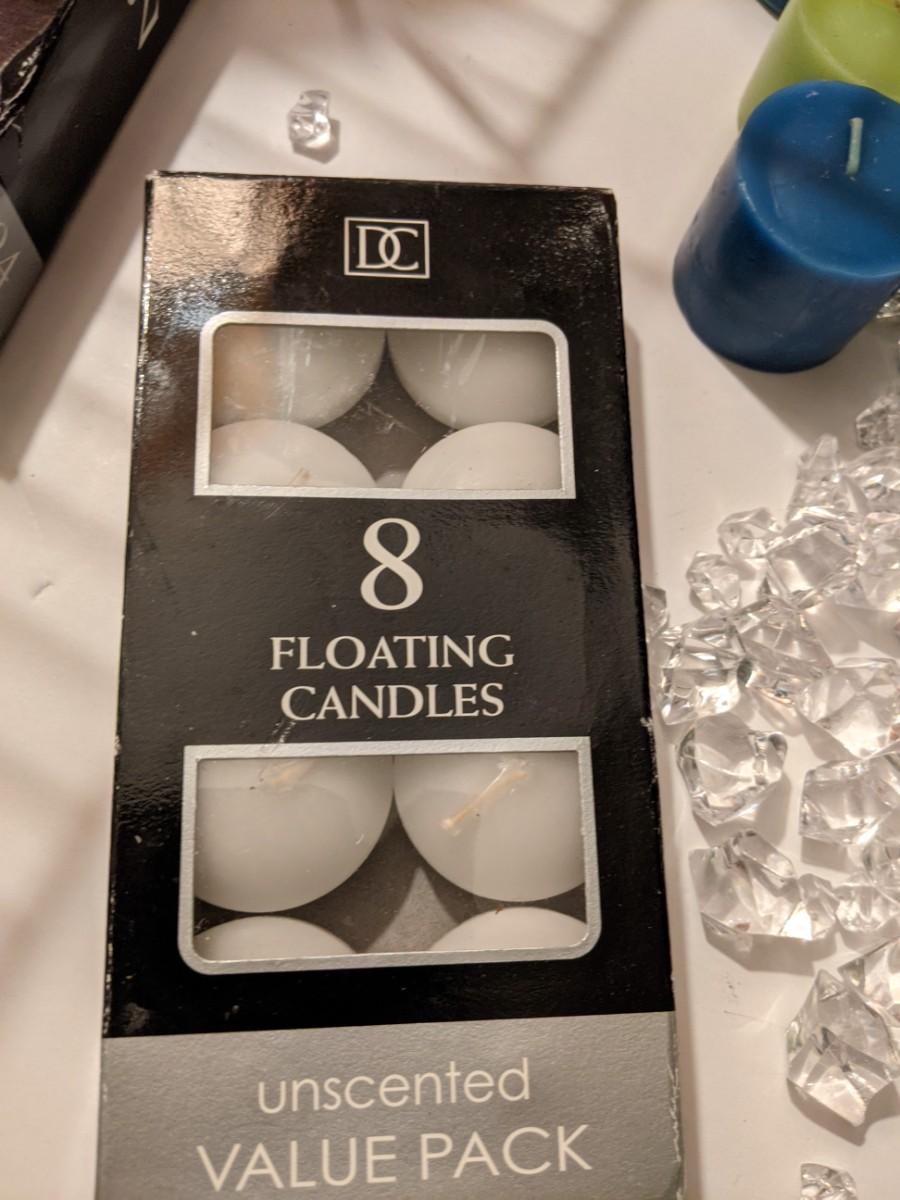 DC
8
FLOATING
CANDLES
unscented
VALUE PACK